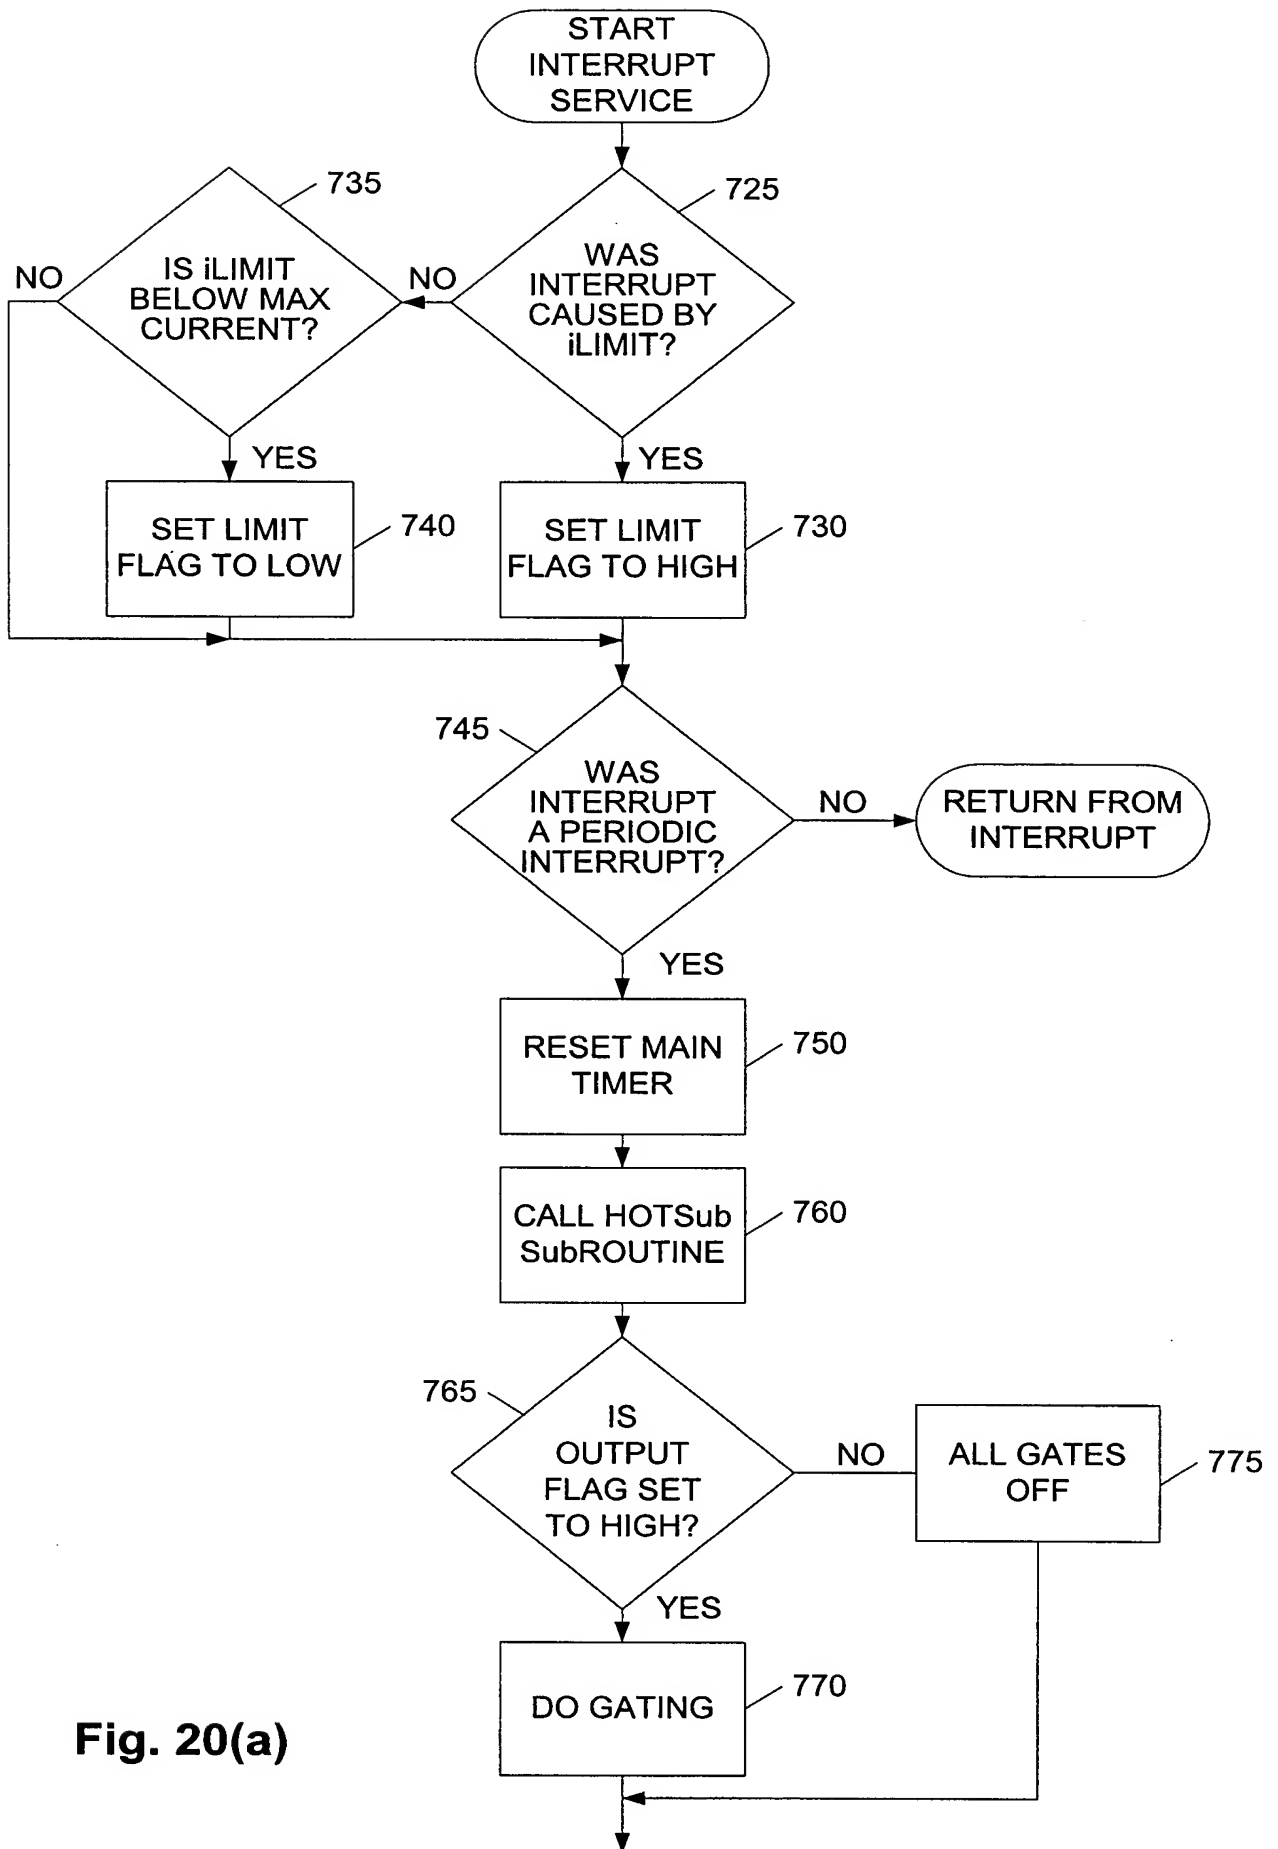 START
INTERRUPT
SERVICE
735
725
IS iLIMIT
BELOW MAX
CURRENT?
NO
NO
WAS
INTERRUPT
CAUSED BY
iLIMIT?
YES
YES
SET LIMIT
FLAG TO LOW
740
SET LIMIT
FLAG TO HIGH
730
745
WAS
INTERRUPT
A PERIODIC
INTERRUPT?
NO
RETURN FROM
INTERRUPT
YES
RESET MAIN
TIMER
750
CALL HOTSub
SubROUTINE
760
765
IS
OUTPUT
FLAG SET
TO HIGH?
NO
ALL GATES
OFF
775
YES
DO GATING
770
Fig. 20(a)